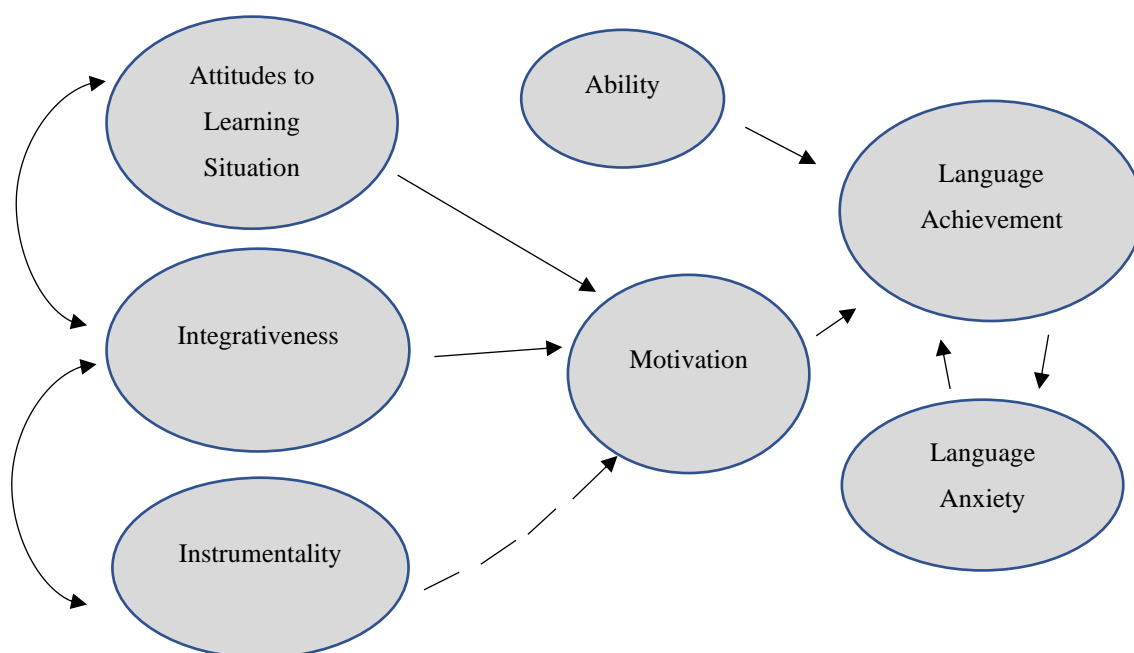 Attitudes to
Learning
Situation
Ability
Language
Achievement
Integrativeness
Motivation
Language
Anxiety
Instrumentality